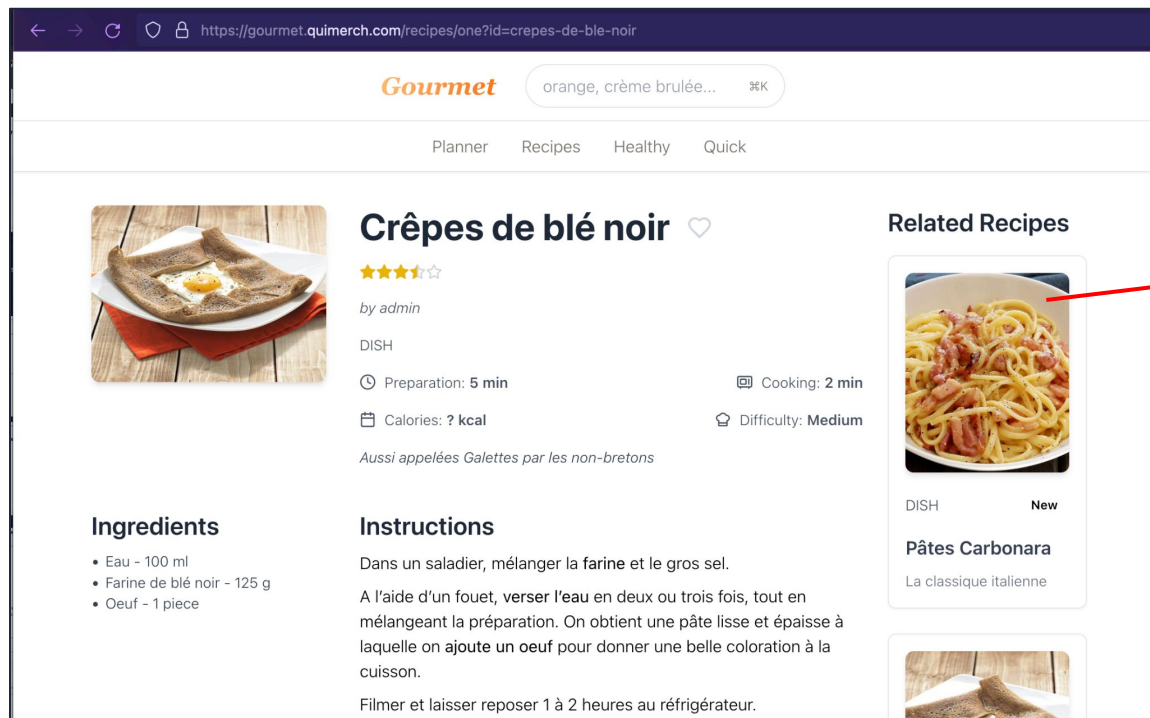 https://gourmet.quimerch.com/recipes/one?id=crepes-de-ble-noir
Gourmet
orange, crème brulée... ⌘K
Planner Recipes Healthy Quick
Crêpes de blé noir
by admin
DISH
Preparation: 5 min
Cooking: 2 min
Calories: ? kcal
Difficulty: Medium
Aussi appelées Galettes par les non-bretons
Ingredients
• Eau - 100 ml
• Farine de blé noir - 125 g
• Oeuf - 1 piece
Instructions
Dans un saladier, mélanger la farine et le gros sel.
A l’aide d’un fouet, verser l’eau en deux ou trois fois, tout en
mélangeant la préparation. On obtient une pâte lisse et épaisse à
laquelle on ajoute un oeuf pour donner une belle coloration à la
cuisson.
Filmer et laisser reposer 1 à 2 heures au réfrigérateur.
Related Recipes
DISH New
Pâtes Carbonara
La classique italienne